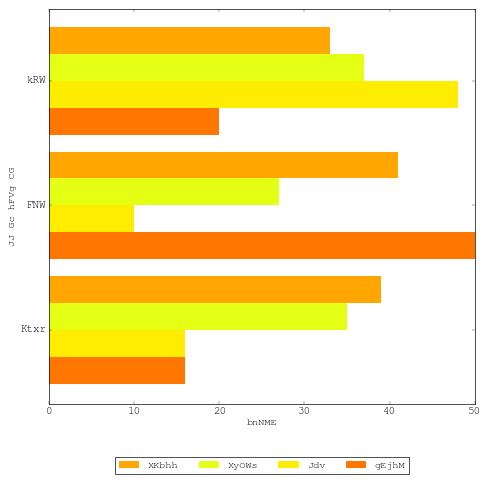 kRW
FNW
Ktxr
JJ Gc hFVg CG
0 10 20 30 40 50
bnNME
XKbhh XyOWs Jdv gEjhM